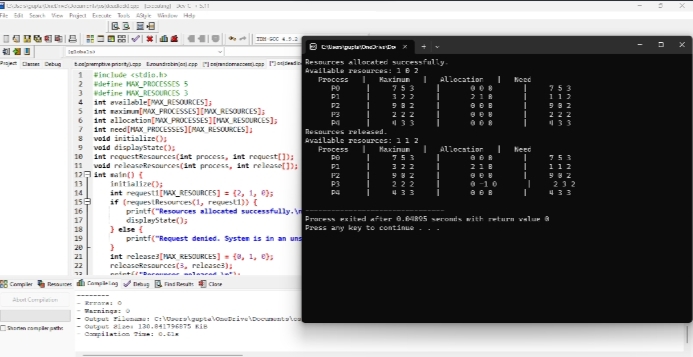 File Edit Search View Project Execute Tools AStyle Window Help
TDM-GCC 4.9.2
(globals)
Project Classes Debug
1 #include <stdio.h>
2 #define MAX_PROCESSES 5
3 #define MAX_RESOURCES 3
4 int available[MAX_RESOURCES];
5 int maximum[MAX_PROCESSES][MAX_RESOURCES];
6 int allocation[MAX_PROCESSES][MAX_RESOURCES];
7 int need[MAX_PROCESSES][MAX_RESOURCES];
8 void initialize();
9 void displayState();
10 int requestResources(int process, int request[]);
11 void releaseResources(int process, int release[]);
12 int main() {
13 initialize();
14 int request1[MAX_RESOURCES] = {2, 1, 0};
15 if (requestResources(1, request1)) {
16 printf("Resources allocated successfully.\n
17 displayState();
18 } else {
19 printf("Request denied. System is in an uns
20 }
21 int release3[MAX_RESOURCES] = {0, 1, 0};
22 releaseResources(3, release3);
23 printf("Resources released.\n");
Compiler Resources Compile Log Debug Find Results Close
Abort Compilation
Shorten compiler paths
--------
- Errors: 0
- Warnings: 0
- Output Filename: C:\Users\gupta\OneDrive\Documents\os
- Output Size: 130.841796875 KiB
- Compilation Time: 0.61s
C:\Users\gupta\OneDrive\Doc
Resources allocated successfully.
Available resources: 1 0 2
Process | Maximum | Allocation | Need
P0 | 7 5 3 | 0 0 0 | 7 5 3
P1 | 3 2 2 | 2 1 0 | 1 1 2
P2 | 9 0 2 | 0 0 0 | 9 0 2
P3 | 2 2 2 | 0 0 0 | 2 2 2
P4 | 4 3 3 | 0 0 0 | 4 3 3
Resources released.
Available resources: 1 1 2
Process | Maximum | Allocation | Need
P0 | 7 5 3 | 0 0 0 | 7 5 3
P1 | 3 2 2 | 2 1 0 | 1 1 2
P2 | 9 0 2 | 0 0 0 | 9 0 2
P3 | 2 2 2 | 0 -1 0 | 2 3 2
P4 | 4 3 3 | 0 0 0 | 4 3 3
--------------------------------
Process exited after 0.04895 seconds with return value 0
Press any key to continue . . .